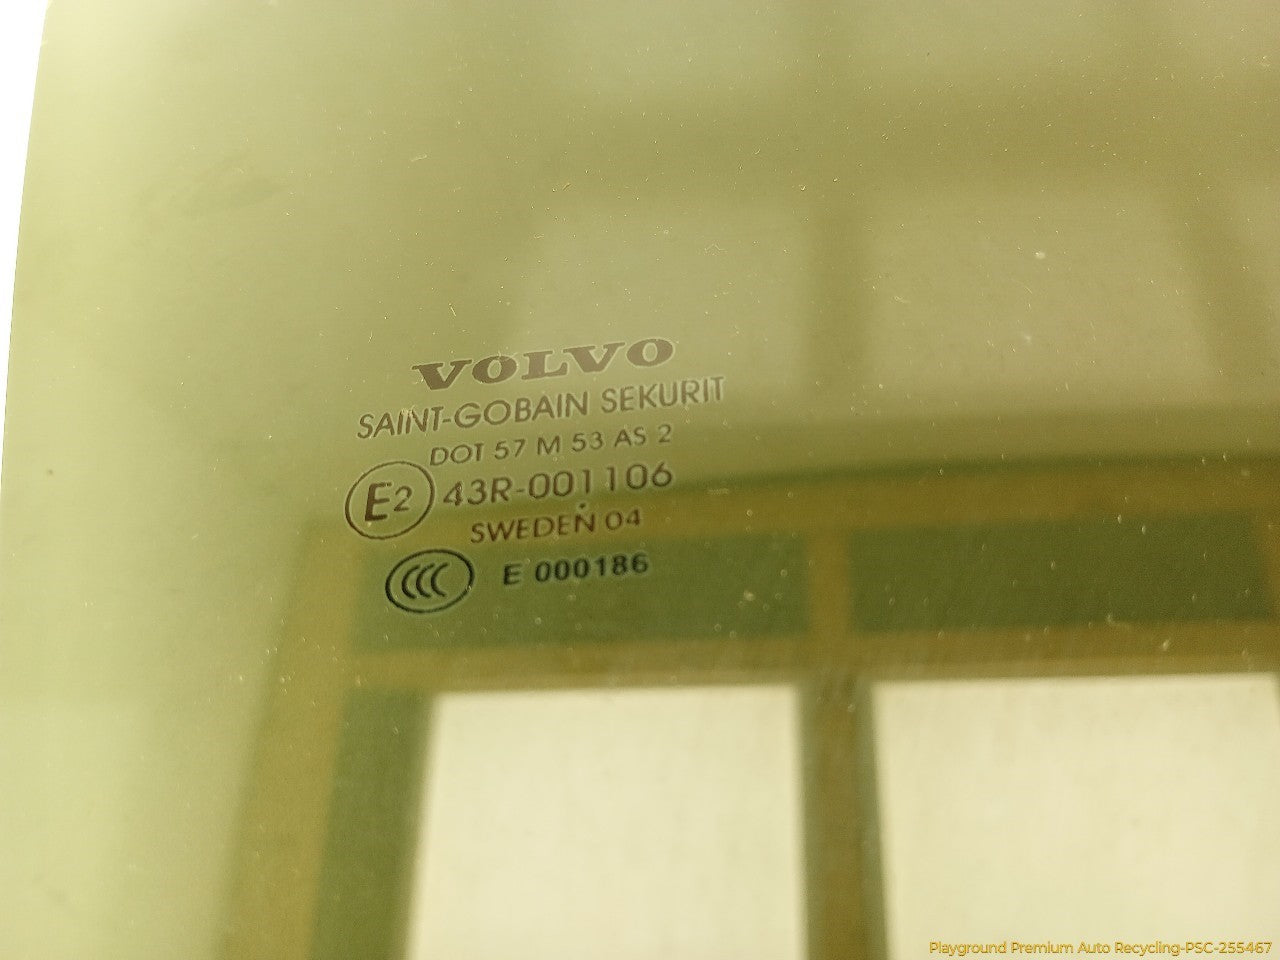 VOLVO
SAINT-GOBAIN SEKURIT
DOT 57 M 53 AS 2
E2 43R-001106
SWEDEN 04
CCC E 000186
Playground Premium Auto Recycling-PSC-255467